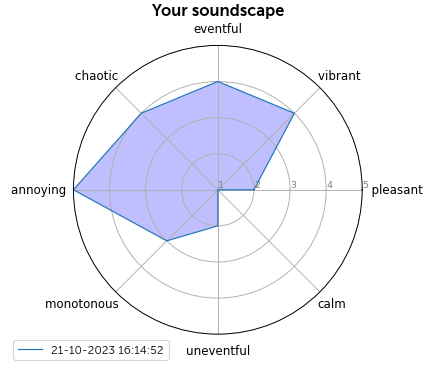 Your soundscape
eventful
chaotic
vibrant
annoying
1 2 3 4 5
pleasant
monotonous
calm
21-10-2023 16:14:52
uneventful